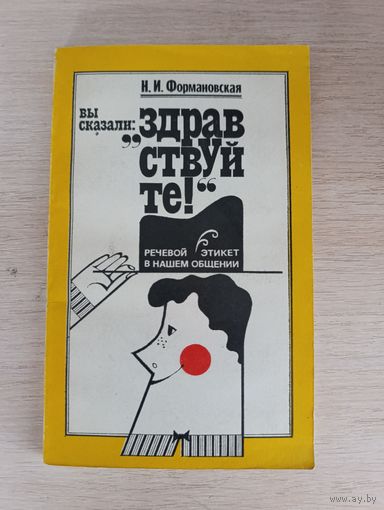 Н. И. Формановская
вы
сказали:
„здрав
ствуй
те!“
РЕЧЕВОЙ ЭТИКЕТ
В НАШЕМ ОБЩЕНИИ
www.ay.by